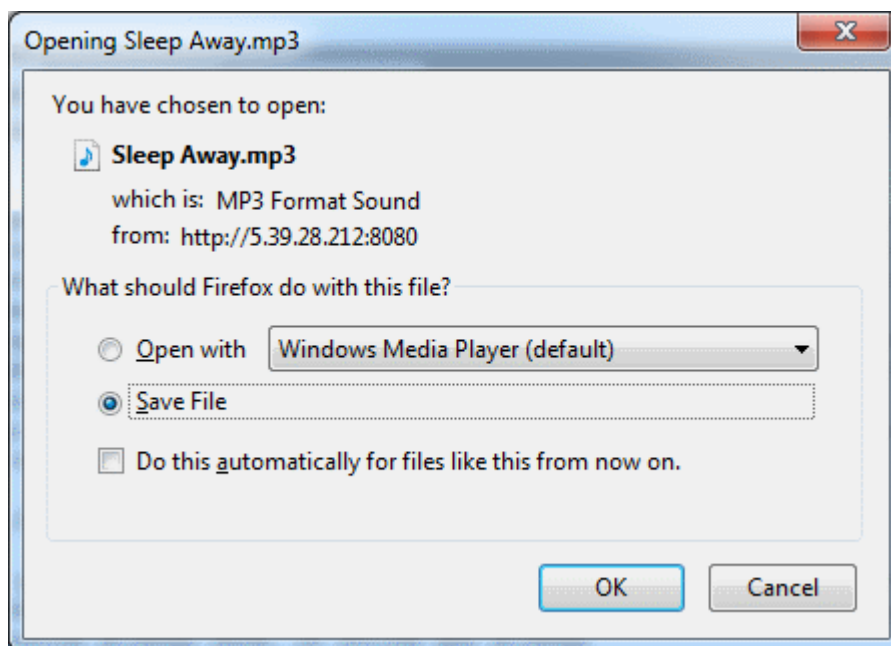 Opening Sleep Away.mp3
You have chosen to open:
Sleep Away.mp3
which is: MP3 Format Sound
from: http://5.39.28.212:8080
What should Firefox do with this file?
Open with Windows Media Player (default)
Save File
Do this automatically for files like this from now on.
OK Cancel